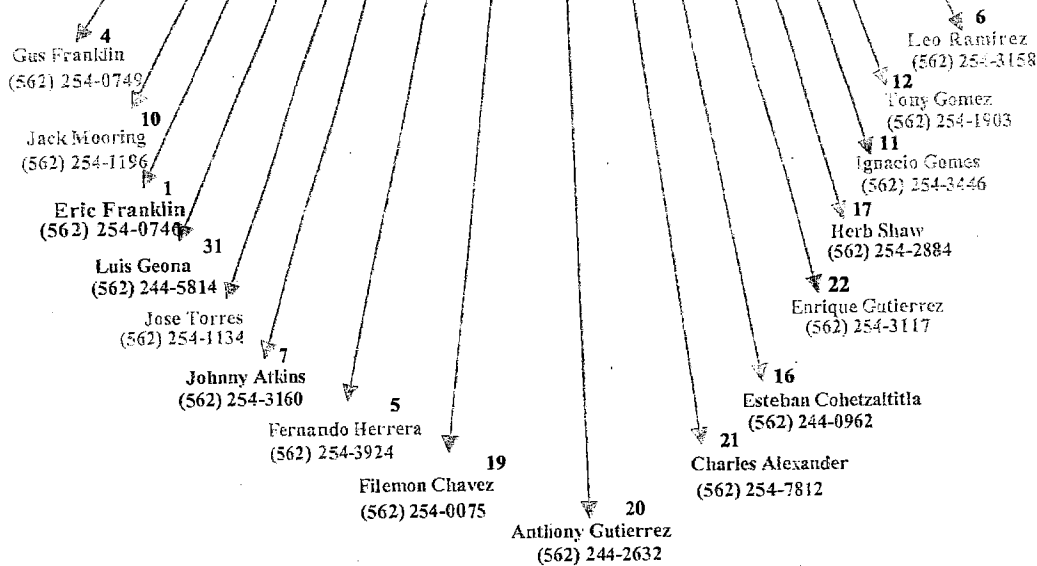 4
Gus Franklin
(562) 254-0749
10
Jack Mooring
(562) 254-1196
1
Eric Franklin
(562) 254-0746
31
Luis Geona
(562) 244-5814
Jose Torres
(562) 254-1134
7
Johnny Atkins
(562) 254-3160
5
Fernando Herrera
(562) 254-3924
19
Filemon Chavez
(562) 254-0075
20
Anthony Gutierrez
(562) 244-2632
21
Charles Alexander
(562) 254-7812
16
Esteban Cohetzaltitla
(562) 244-0962
22
Enrique Gutierrez
(562) 254-3117
17
Herb Shaw
(562) 254-2884
11
Ignacio Gomes
(562) 254-3446
12
Tony Gomez
(562) 254-1903
6
Leo Ramirez
(562) 254-3158